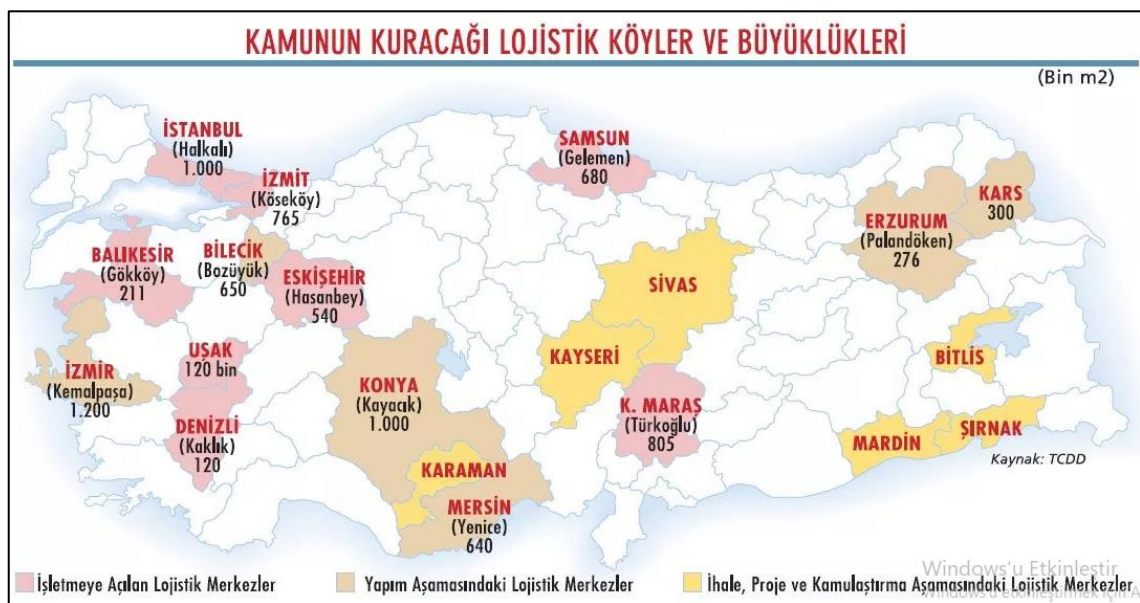 KAMUNUN KURACAĞI LOJİSTİK KÖYLER VE BÜYÜKLÜKLERİ
(Bin m2)
İSTANBUL
(Halkalı)
1.000
İZMİT
(Köseköy)
765
SAMSUN
(Gelemen)
680
KARS
300
ERZURUM
(Palandöken)
276
BALIKESİR
(Gökköy)
211
BİLECİK
(Bozüyük)
650
ESKİŞEHİR
(Hasanbey)
540
SİVAS
KAYSERİ
BİTLİS
UŞAK
120 bin
İZMİR
(Kemalpaşa)
1.200
KONYA
(Kayacık)
1.000
K. MARAŞ
(Türkoğlu)
805
DENİZLİ
(Kaklık)
120
MARDİN
ŞIRNAK
Kaynak: TCDD
KARAMAN
MERSİN
(Yenice)
640
Windows'u Etkinleştir
Windows'u etkinleştirmek için A
İşletmeye Açılan Lojistik Merkezler
Yapım Aşamasındaki Lojistik Merkezler
İhale, Proje ve Kamulaştırma Aşamasındaki Lojistik Merkezler